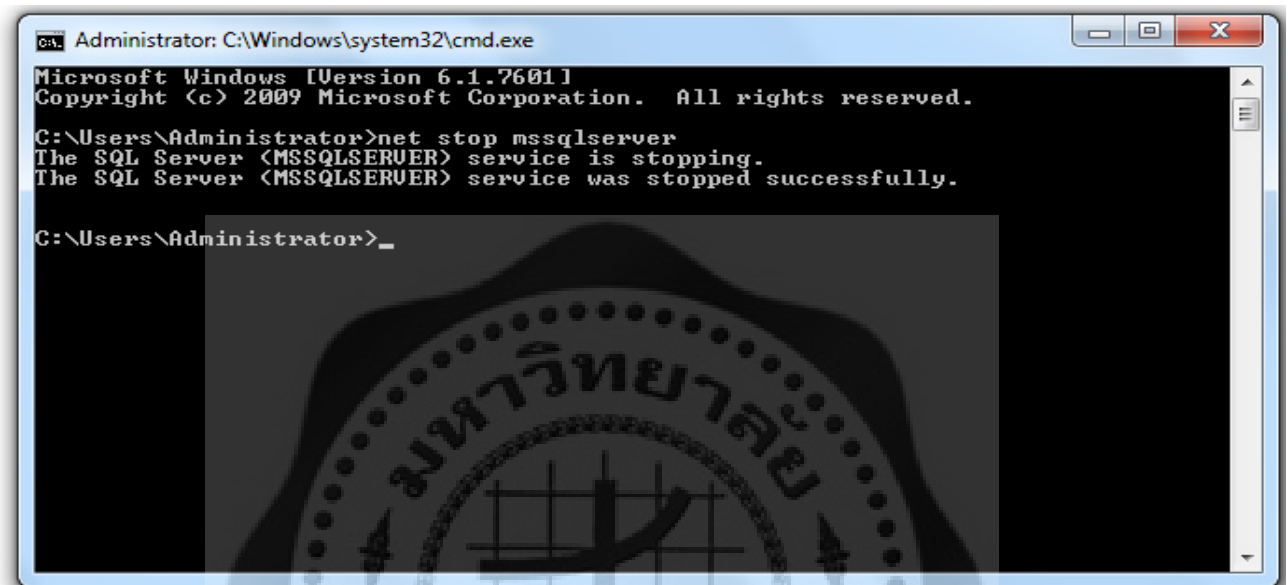 Administrator: C:\Windows\system32\cmd.exe
Microsoft Windows [Version 6.1.7601]
Copyright (c) 2009 Microsoft Corporation.  All rights reserved.
C:\Users\Administrator>net stop mssqlserver
The SQL Server (MSSQLSERVER) service is stopping.
The SQL Server (MSSQLSERVER) service was stopped successfully.
C:\Users\Administrator>_
มหาวิทยาลัย